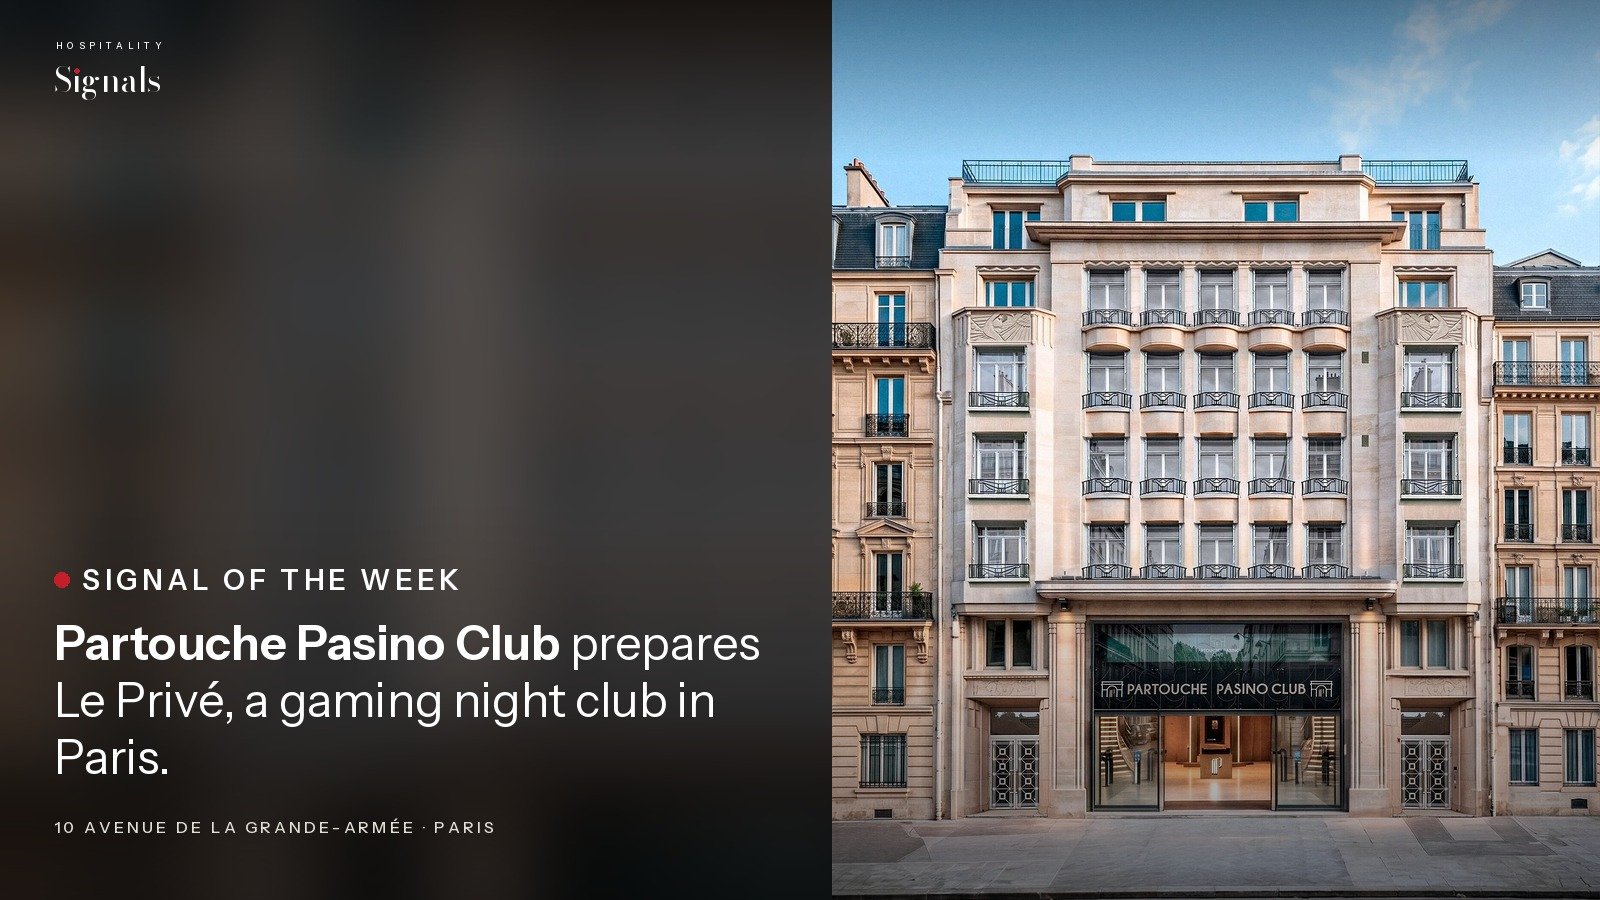 HOSPITALITY
Signals
SIGNAL OF THE WEEK
Partouche Pasino Club prepares
Le Privé, a gaming night club in
Paris.
10 AVENUE DE LA GRANDE-ARMÉE · PARIS
PARTOUCHE PASINO CLUB